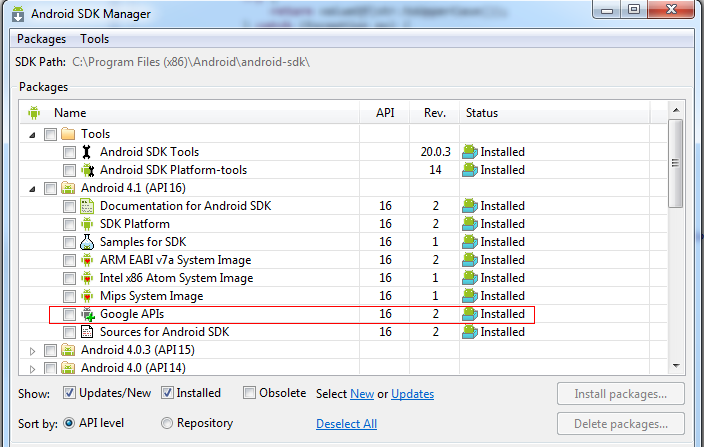 Android SDK Manager
Packages Tools
SDK Path: C:\Program Files (x86)\Android\android-sdk\
Packages
Name API Rev. Status
Tools
Android SDK Tools 20.0.3 Installed
Android SDK Platform-tools 14 Installed
Android 4.1 (API 16)
Documentation for Android SDK 16 2 Installed
SDK Platform 16 2 Installed
Samples for SDK 16 1 Installed
ARM EABI v7a System Image 16 2 Installed
Intel x86 Atom System Image 16 1 Installed
Mips System Image 16 1 Installed
Google APIs 16 2 Installed
Sources for Android SDK 16 2 Installed
Android 4.0.3 (API 15)
Android 4.0 (API 14)
Show: Updates/New Installed Obsolete Select New or Updates Install packages...
Sort by: API level Repository Deselect All Delete packages...